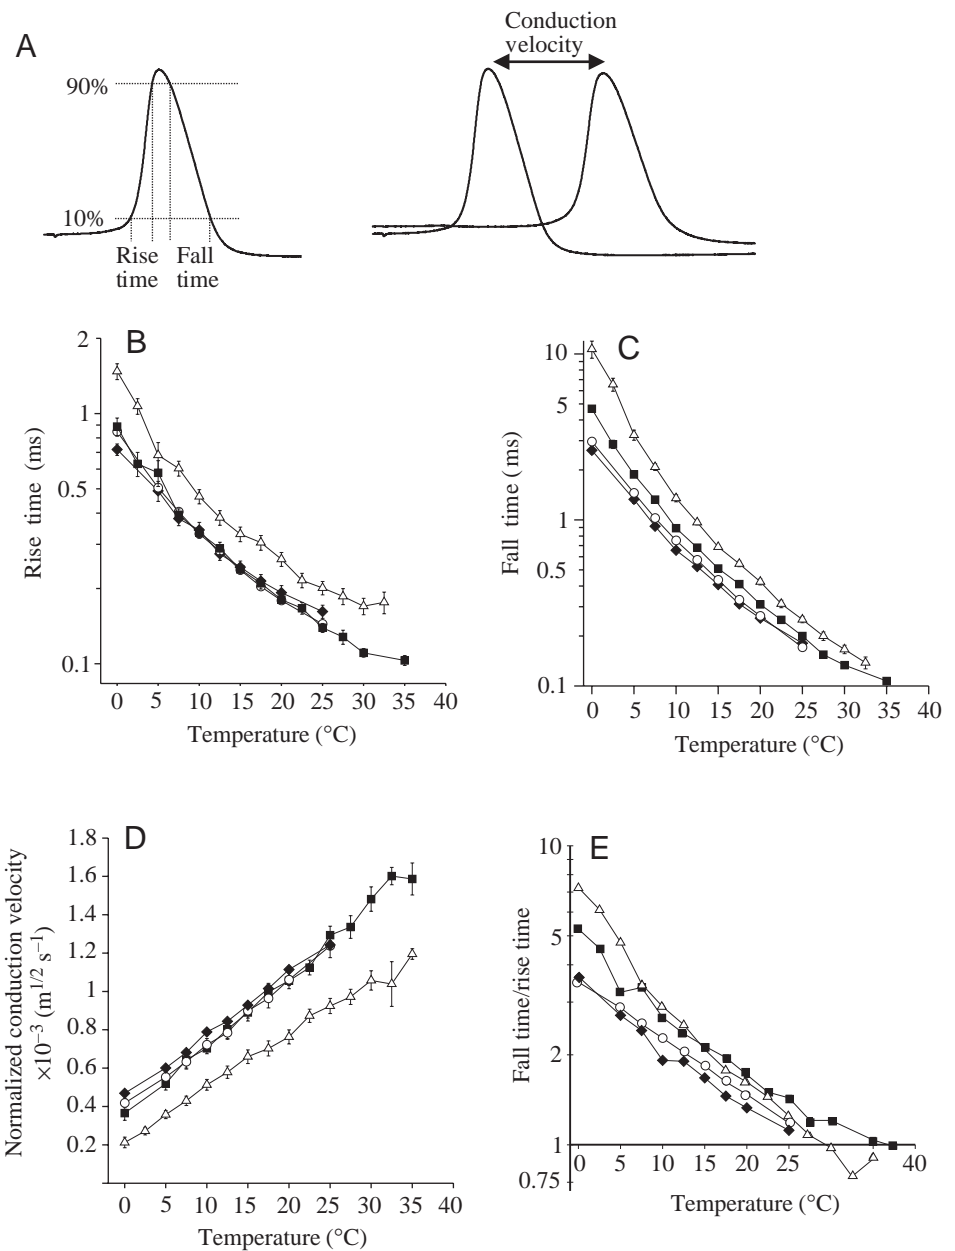 A
Conduction
velocity
90%
10%
Rise
time
Fall
time
B
2
1
0.5
0.1
Rise time (ms)
0 5 10 15 20 25 30 35 40
Temperature (°C)
C
10
5
1
0.5
0.1
Fall time (ms)
0 5 10 15 20 25 30 35 40
Temperature (°C)
D
1.8
1.6
1.4
1.2
1
0.8
0.6
0.4
0.2
Normalized conduction velocity
×10⁻³ (m¹/² s⁻¹)
0 5 10 15 20 25 30 35 40
Temperature (°C)
E
10
5
2
1
0.75
Fall time/rise time
0 5 10 15 20 25 40
Temperature (°C)